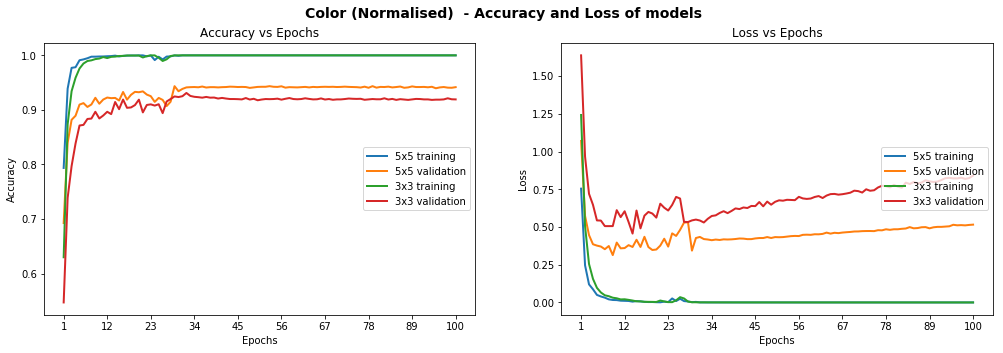 Color (Normalised)  - Accuracy and Loss of models
Accuracy vs Epochs
Accuracy
1.0
0.9
0.8
0.7
0.6
5x5 training
5x5 validation
3x3 training
3x3 validation
1 12 23 34 45 56 67 78 89 100
Epochs
Loss vs Epochs
Loss
1.50
1.25
1.00
0.75
0.50
0.25
0.00
5x5 training
5x5 validation
3x3 training
3x3 validation
1 12 23 34 45 56 67 78 89 100
Epochs